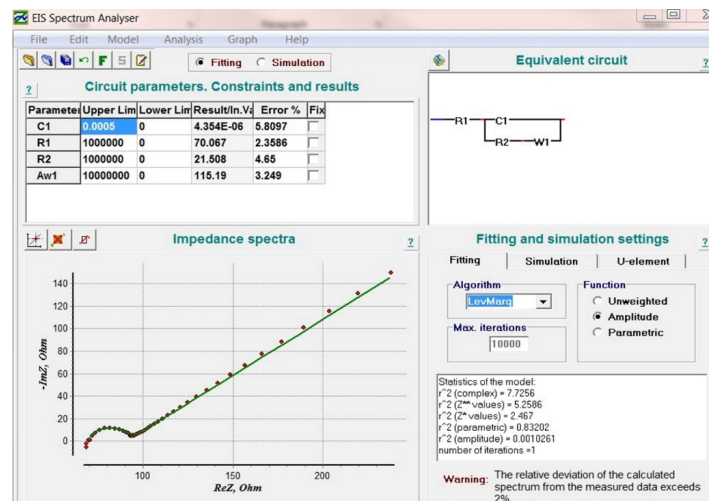 EIS Spectrum Analyser
File Edit Model Analysis Graph Help
F S Fitting Simulation
Equivalent circuit ?
? Circuit parameters. Constraints and results
Parameter Upper Lim Lower Lim Result/In.Va Error % Fix
C1 0.0005 0 4.354E-06 5.8097
R1 1000000 0 70.067 2.3586
R2 1000000 0 21.508 4.65
Aw1 10000000 0 115.19 3.249
R1 C1
R2 W1
Impedance spectra ?
140
120
100
80
60
40
20
0
-ImZ, Ohm
100 150 200
ReZ, Ohm
Fitting and simulation settings ?
Fitting Simulation U-element
Algorithm
LevMarq
Max. iterations
10000
Function
Unweighted
Amplitude
Parametric
Statistics of the model:
r^2 (complex) = 7.7256
r^2 (Z'' values) = 5.2586
r^2 (Z' values) = 2.467
r^2 (parametric) = 0.83202
r^2 (amplitude) = 0.0010261
number of iterations =1
Warning: The relative deviation of the calculated
spectrum from the measured data exceeds
2%